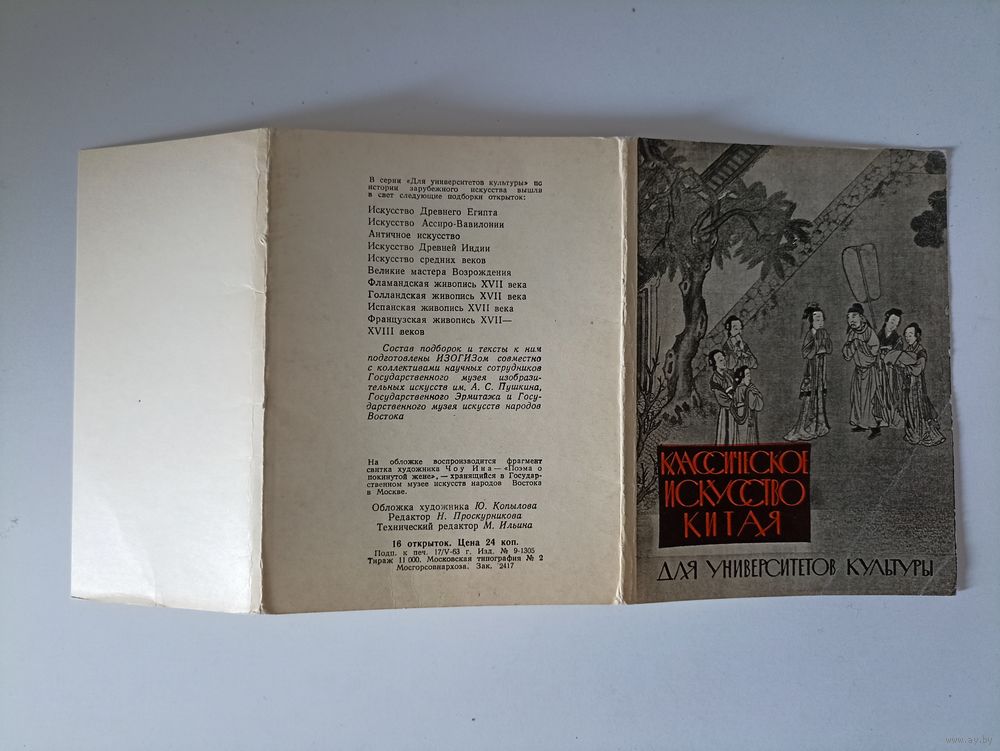 В серии «Для университетов культуры» по
истории зарубежного искусства вышли
в свет следующие подборки открыток:
Искусство Древнего Египта
Искусство Ассиро-Вавилонии
Античное искусство
Искусство Древней Индии
Искусство средних веков
Великие мастера Возрождения
Фламандская живопись XVII века
Голландская живопись XVII века
Испанская живопись XVII века
Французская живопись XVII—
XVIII веков
Состав подборок и тексты к ним
подготовлены ИЗОГИЗом совместно
с коллективами научных сотрудников
Государственного музея изобрази-
тельных искусств им. А. С. Пушкина,
Государственного Эрмитажа и Госу-
дарственного музея искусств народов
Востока
На обложке воспроизводится фрагмент
свитка художника Чоу Ина — «Поэма о
покинутой жене», — хранящийся в Государ-
ственном музее искусств народов Востока
в Москве.
Обложка художника Ю. Копылова
Редактор Н. Проскурникова
Технический редактор М. Ильина
16 открыток. Цена 24 коп.
Подп. к печ. 17/V-63 г. Изд. № 9-1305
Тираж 11 000. Московская типография № 2
Мосгорсовнархоза. Зак. 2417
КЛАССИЧЕСКОЕ
ИСКУССТВО
КИТАЯ
ДЛЯ УНИВЕРСИТЕТОВ КУЛЬТУРЫ
www.ay.by